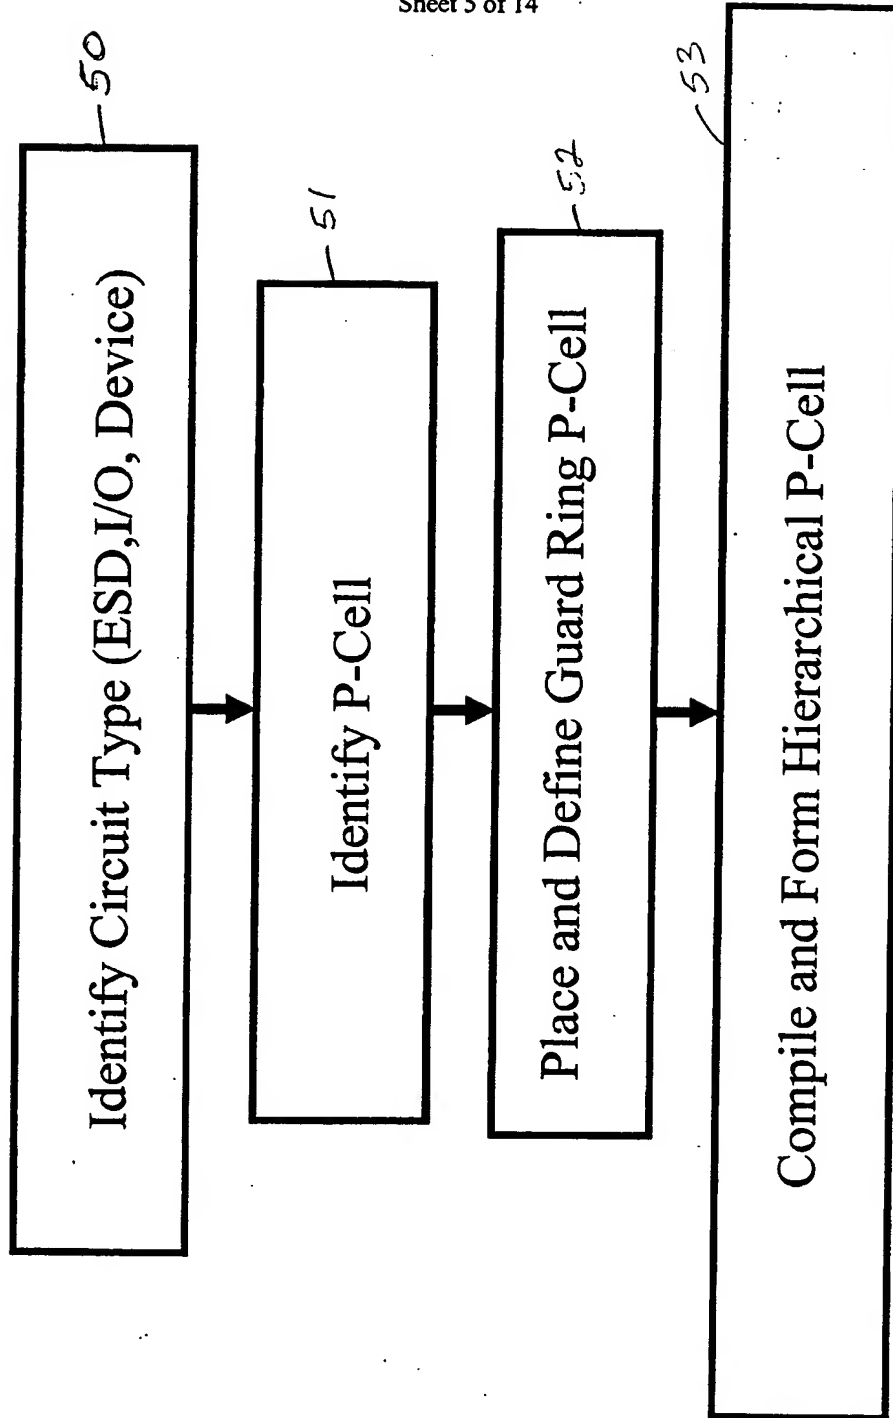 Sheet 5 of 14
Identify Circuit Type (ESD,I/O, Device)
50
Identify P-Cell
51
Place and Define Guard Ring P-Cell
52
Compile and Form Hierarchical P-Cell
53